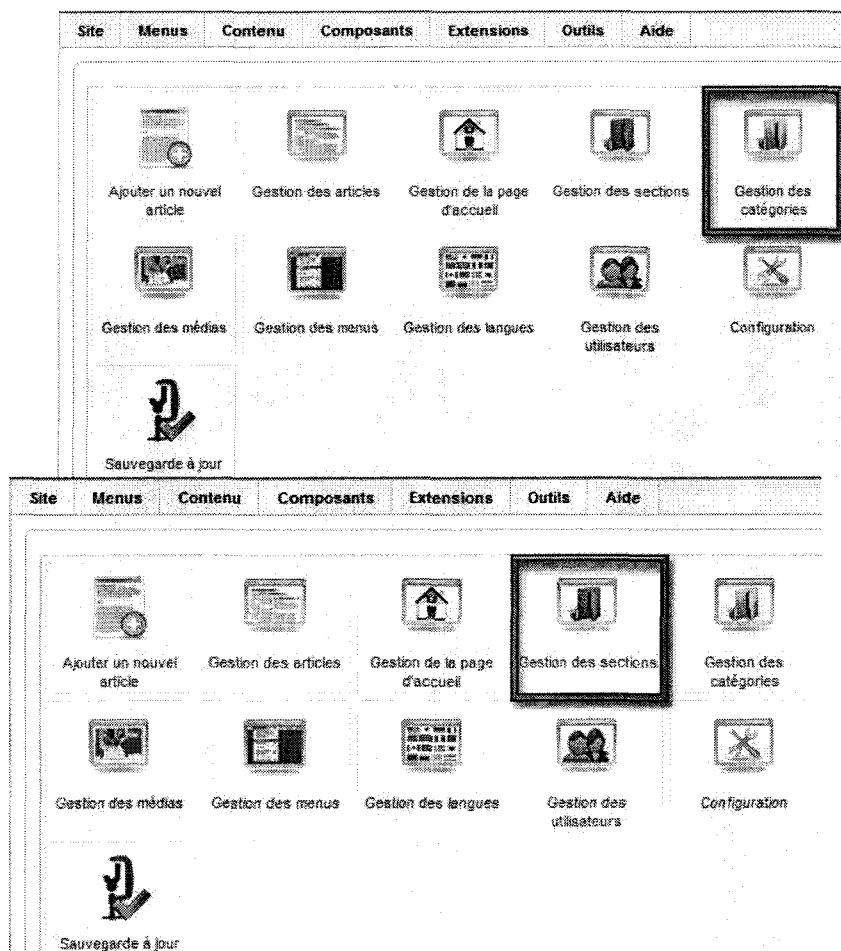 Site Menus Contenu Composants Extensions Outils Aide
Ajouter un nouvel article
Gestion des articles
Gestion de la page d'accueil
Gestion des sections
Gestion des catégories
Gestion des médias
Gestion des menus
Gestion des langues
Gestion des utilisateurs
Configuration
Sauvegarde à jour
Site Menus Contenu Composants Extensions Outils Aide
Ajouter un nouvel article
Gestion des articles
Gestion de la page d'accueil
Gestion des sections
Gestion des catégories
Gestion des médias
Gestion des menus
Gestion des langues
Gestion des utilisateurs
Configuration
Sauvegarde à jour